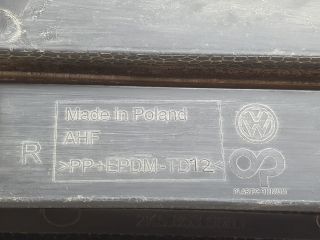 Made in Poland
AHF
>PP+EPDM-TD12<
R